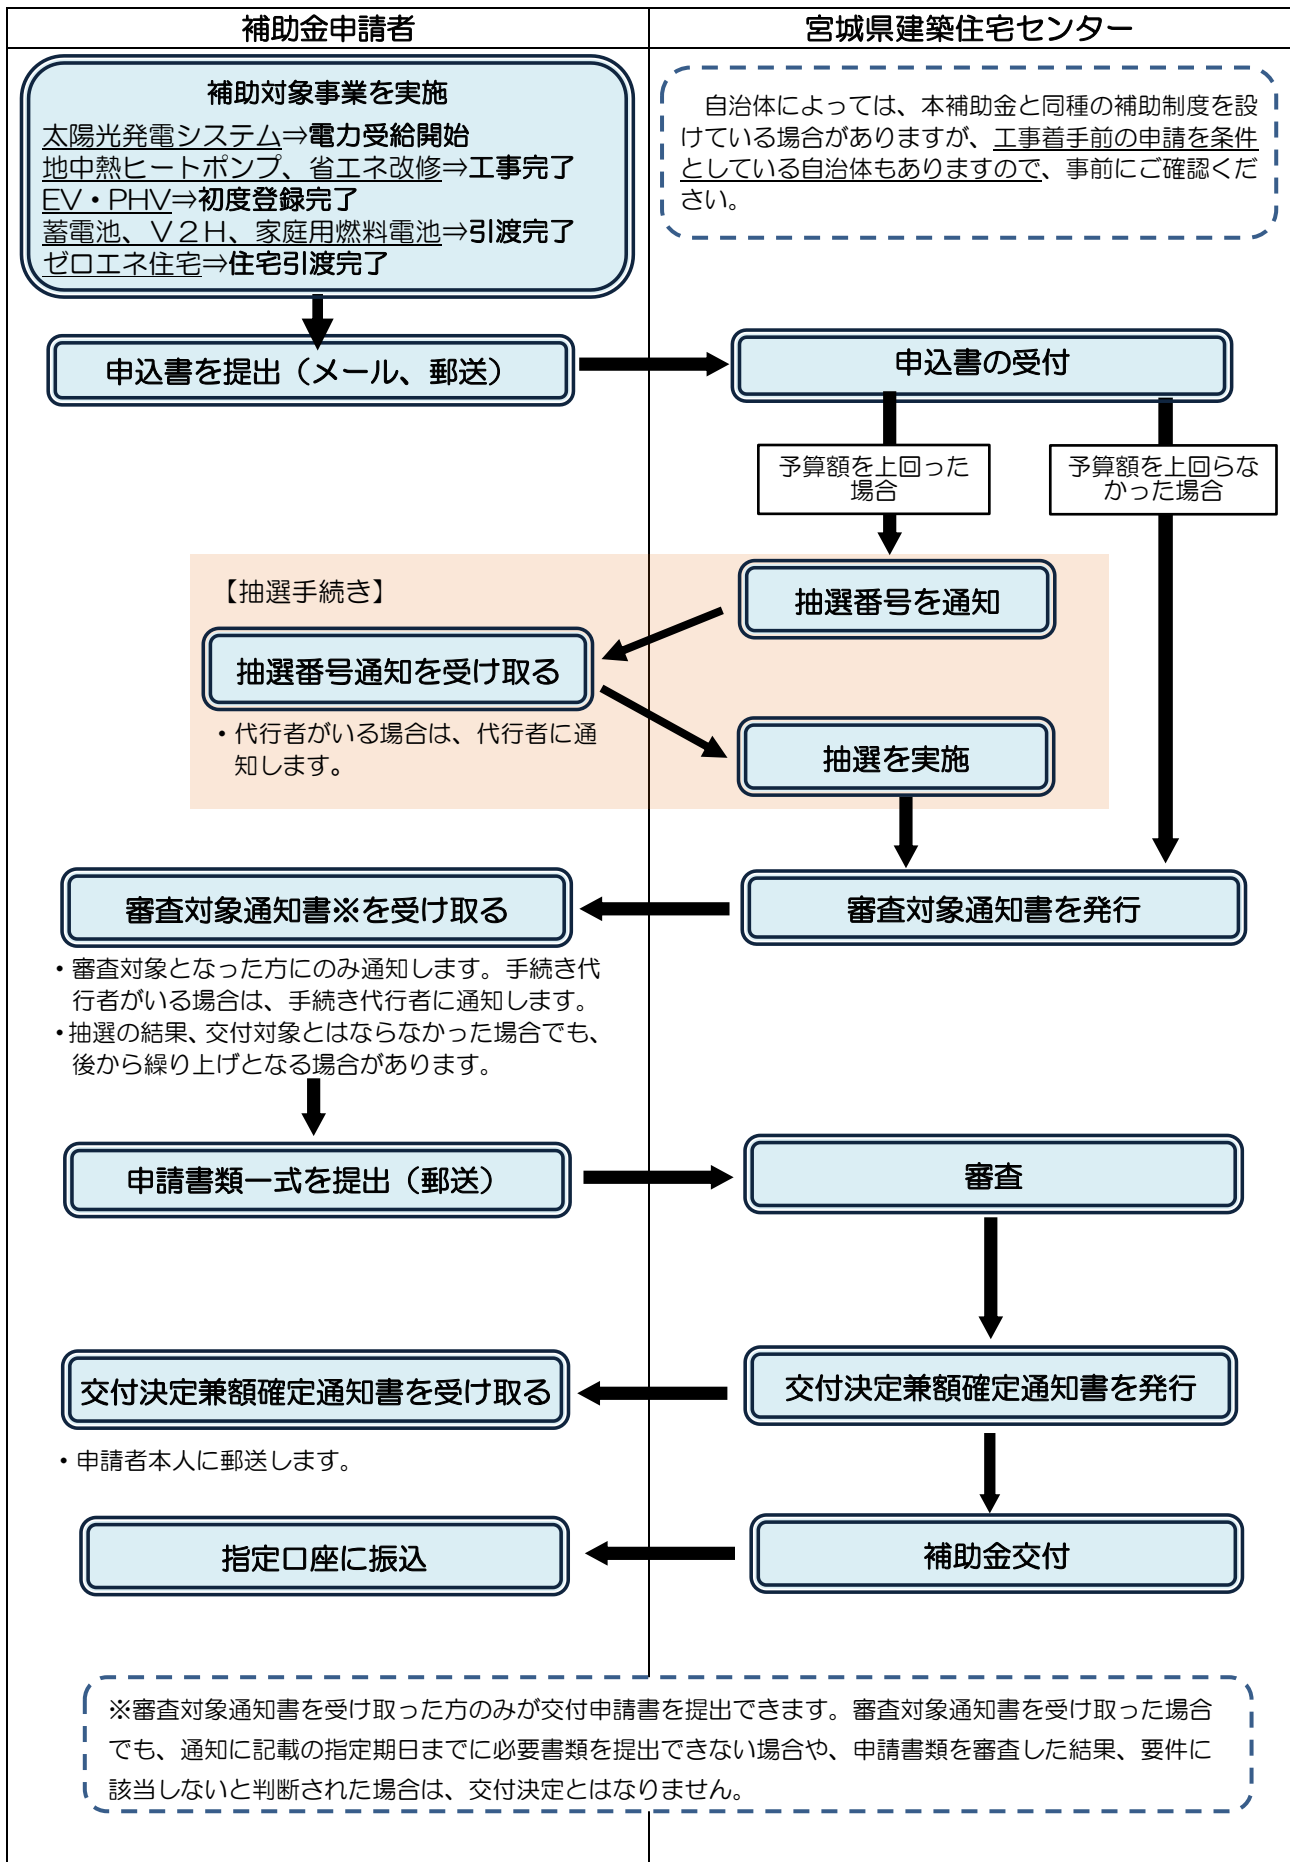 補助金申請者
宮城県建築住宅センター
補助対象事業を実施
太陽光発電システム⇒電力受給開始
地中熱ヒートポンプ、省エネ改修⇒工事完了
EV・PHV⇒初度登録完了
蓄電池、V2H、家庭用燃料電池⇒引渡完了
ゼロエネ住宅⇒住宅引渡完了
自治体によっては、本補助金と同種の補助制度を設
けている場合がありますが、工事着手前の申請を条件
としている自治体もありますので、事前にご確認くだ
さい。
申込書を提出（メール、郵送）
申込書の受付
予算額を上回った
場合
予算額を上回らな
かった場合
【抽選手続き】
抽選番号を通知
抽選番号通知を受け取る
・代行者がいる場合は、代行者に通
知します。
抽選を実施
審査対象通知書※を受け取る
審査対象通知書を発行
・審査対象となった方にのみ通知します。手続き代
行者がいる場合は、手続き代行者に通知します。
・抽選の結果、交付対象とはならなかった場合でも、
後から繰り上げとなる場合があります。
申請書類一式を提出（郵送）
審査
交付決定兼額確定通知書を受け取る
交付決定兼額確定通知書を発行
・申請者本人に郵送します。
指定口座に振込
補助金交付
※審査対象通知書を受け取った方のみが交付申請書を提出できます。審査対象通知書を受け取った場合
でも、通知に記載の指定期日までに必要書類を提出できない場合や、申請書類を審査した結果、要件に
該当しないと判断された場合は、交付決定とはなりません。